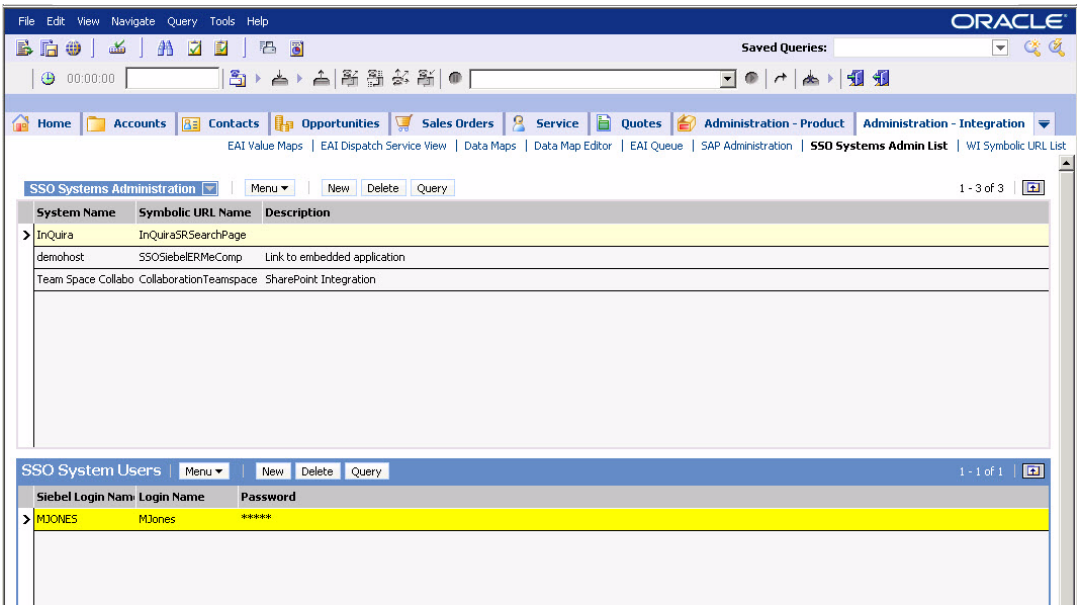 File Edit View Navigate Query Tools Help ORACLE
Saved Queries:
00:00:00
Home Accounts Contacts Opportunities Sales Orders Service Quotes Administration - Product Administration - Integration
EAI Value Maps | EAI Dispatch Service View | Data Maps | Data Map Editor | EAI Queue | SAP Administration | SSO Systems Admin List | WI Symbolic URL List
SSO Systems Administration Menu New Delete Query 1 - 3 of 3
System Name Symbolic URL Name Description
InQuira InQuiraSRSearchPage
demohost SSOSiebelERMeComp Link to embedded application
Team Space Collabo CollaborationTeamspace SharePoint Integration
SSO System Users Menu New Delete Query 1 - 1 of 1
Siebel Login Nam Login Name Password
MJONES MJones *****